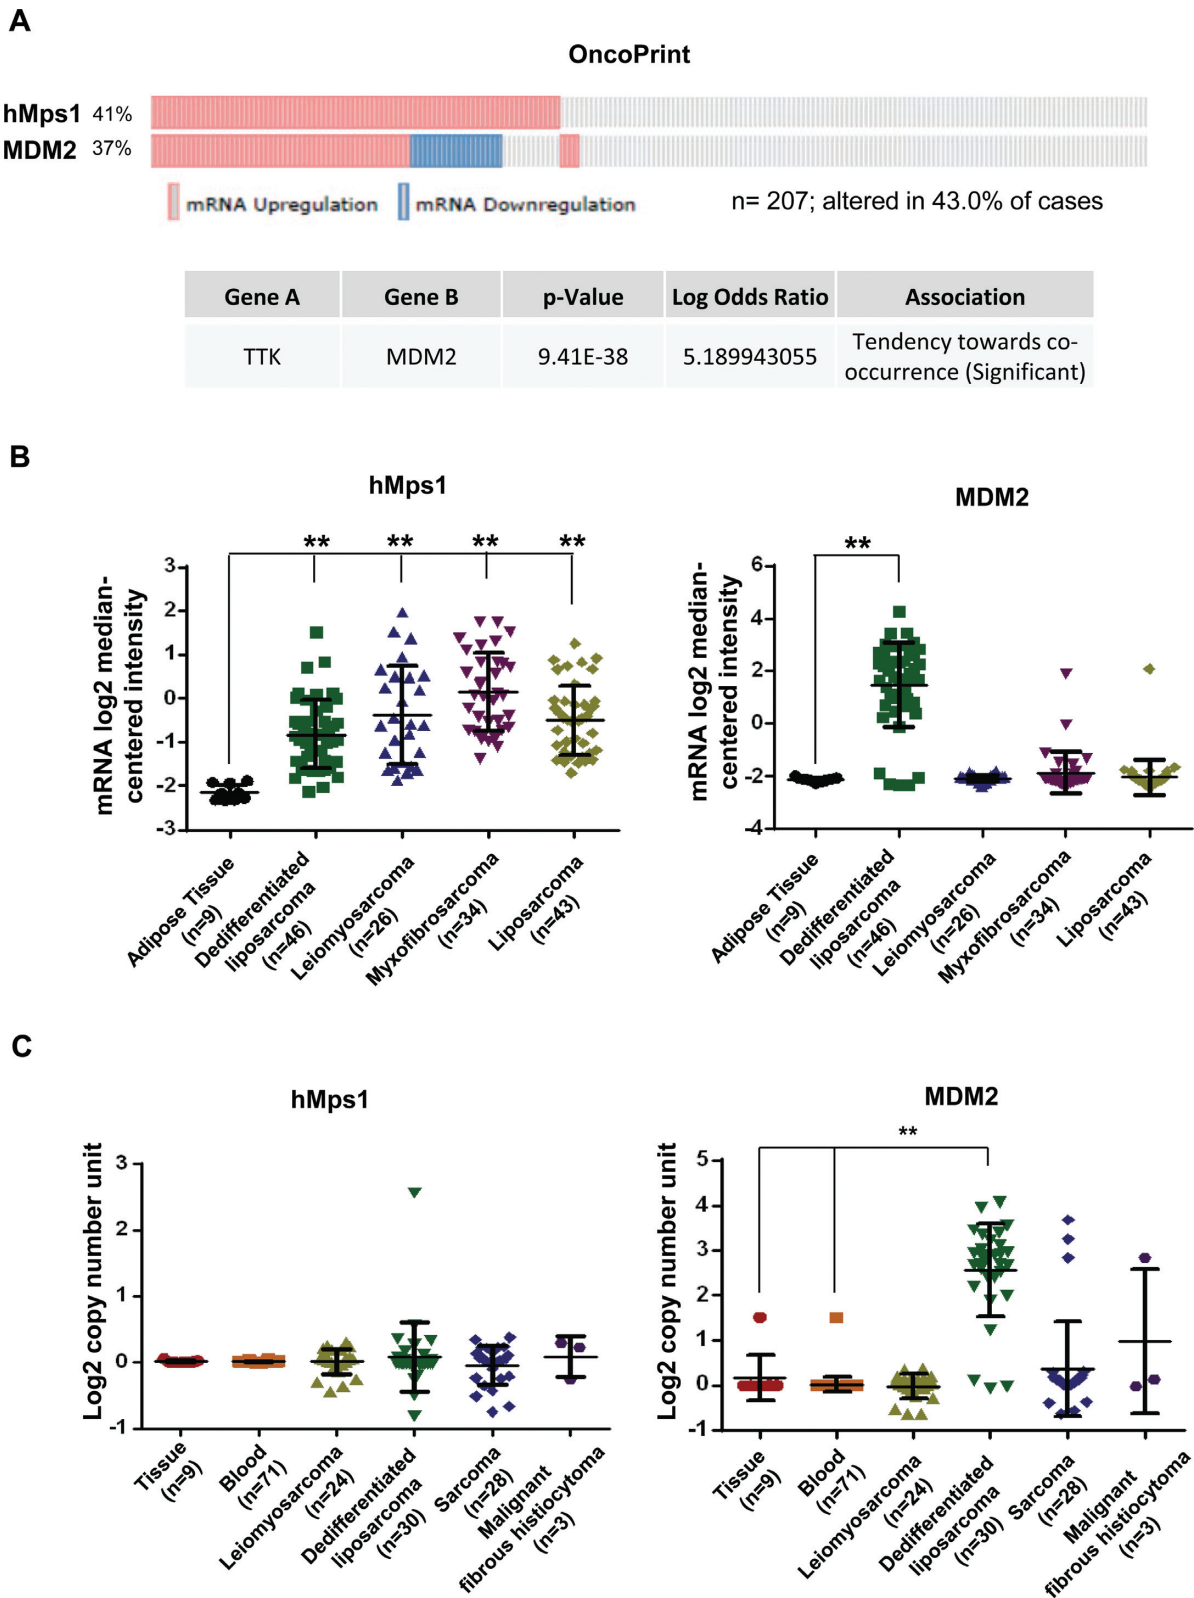 A
OncoPrint
hMps1 41%
MDM2 37%
mRNA Upregulation mRNA Downregulation
n= 207; altered in 43.0% of cases
Gene A Gene B p-Value Log Odds Ratio Association
TTK MDM2 9.41E-38 5.189943055 Tendency towards co-
occurrence (Significant)
B
hMps1
mRNA log2 median-
centered intensity
3
2
1
0
-1
-2
-3
** ** ** **
Adipose Tissue
(n=9)
Dedifferentiated
liposarcoma
(n=46)
Leiomyosarcoma
(n=26)
Myxofibrosarcoma
(n=34)
Liposarcoma
(n=43)
MDM2
mRNA log2 median-
centered intensity
6
4
2
0
-2
-4
**
Adipose Tissue
(n=9)
Dedifferentiated
liposarcoma
(n=46)
Leiomyosarcoma
(n=26)
Myxofibrosarcoma
(n=34)
Liposarcoma
(n=43)
C
hMps1
Log2 copy number unit
3
2
1
0
-1
Tissue
(n=9)
Blood
(n=71)
Leiomyosarcoma
(n=24)
Dedifferentiated
liposarcoma
(n=30)
Sarcoma
(n=28)
Malignant
fibrous histiocytoma
(n=3)
MDM2
Log2 copy number unit
5
4
3
2
1
0
-1
**
Tissue
(n=9)
Blood
(n=71)
Leiomyosarcoma
(n=24)
Dedifferentiated
liposarcoma
(n=30)
Sarcoma
(n=28)
Malignant
fibrous histiocytoma
(n=3)